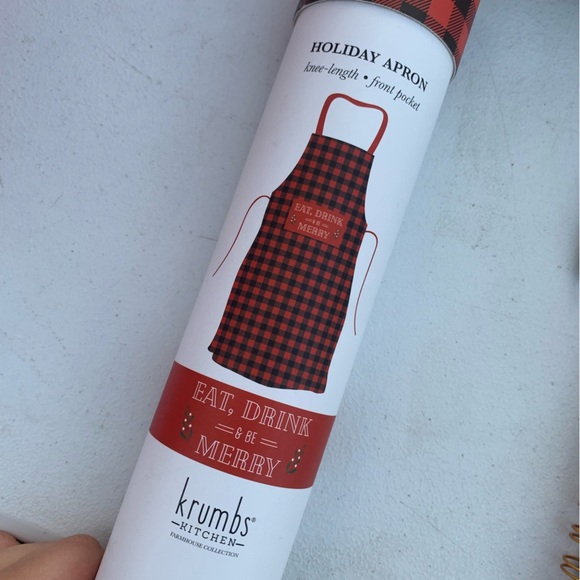 HOLIDAY APRON
knee-length • front pocket
EAT, DRINK
& BE
MERRY
EAT, DRINK
& BE
MERRY
krumbs®
KITCHEN
FARMHOUSE COLLECTION